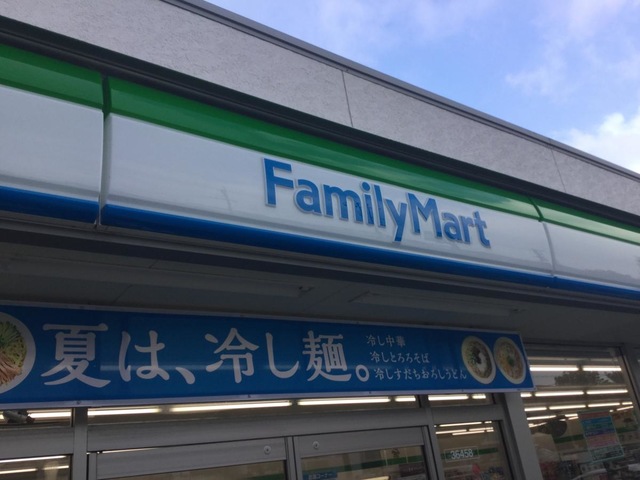 FamilyMart
夏は、冷し麺。
冷し中華
冷しとろろそば
冷しすだちおろしうどん
36458